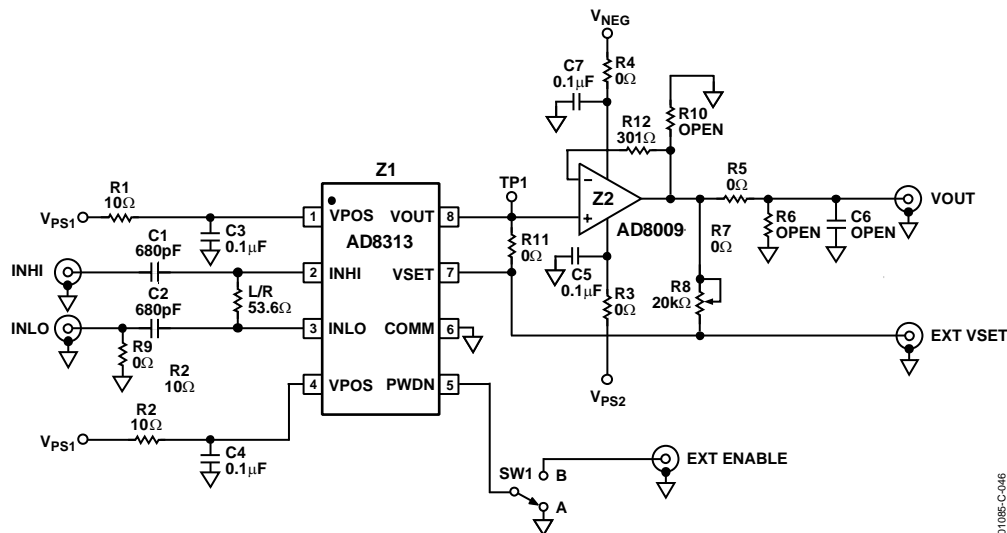 VNEG
C7
0.1µF
R4
0Ω
R10
OPEN
R12
301Ω
Z1
TP1
Z2
AD8009
R5
0Ω
VOUT
R6
OPEN
C6
OPEN
R7
0Ω
R8
20kΩ
R1
10Ω
VPS1
C3
0.1µF
1
VPOS
VOUT
8
AD8313
R11
0Ω
C5
0.1µF
R3
0Ω
C1
680pF
INHI
2
INHI
VSET
7
L/R
53.6Ω
C2
680pF
INLO
3
INLO
COMM
6
EXT VSET
R9
0Ω
R2
10Ω
4
VPOS
PWDN
5
VPS2
R2
10Ω
VPS1
C4
0.1µF
SW1
B
A
EXT ENABLE
01085-C-046